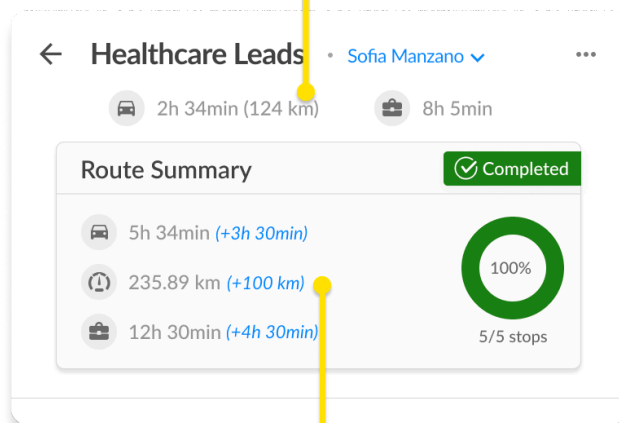 Healthcare Leads • Sofia Manzano
2h 34min (124 km) 8h 5min
Route Summary Completed
5h 34min (+3h 30min)
235.89 km (+100 km)
100%
12h 30min (+4h 30min)
5/5 stops